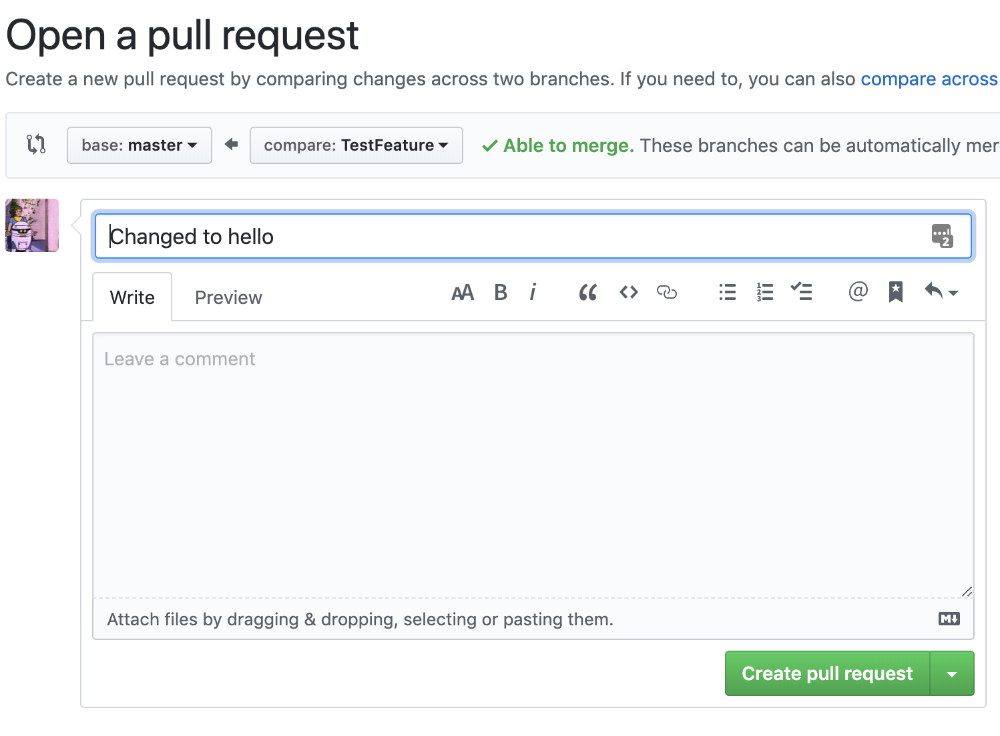 Open a pull request
Create a new pull request by comparing changes across two branches. If you need to, you can also compare across
base: master compare: TestFeature Able to merge. These branches can be automatically mer
Changed to hello
2
Write Preview AA B i
Leave a comment
Attach files by dragging & dropping, selecting or pasting them.
M
Create pull request